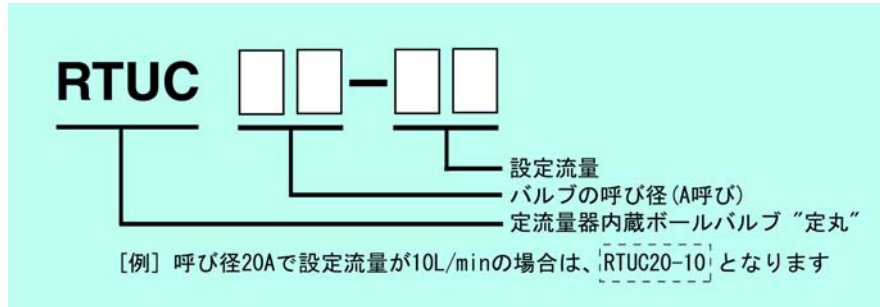 RTUC □□-□□
設定流量
バルブの呼び径(A呼び)
定流量器内蔵ボールバルブ "定丸"
[例] 呼び径20Aで設定流量が10L/minの場合は、RTUC20-10 となります